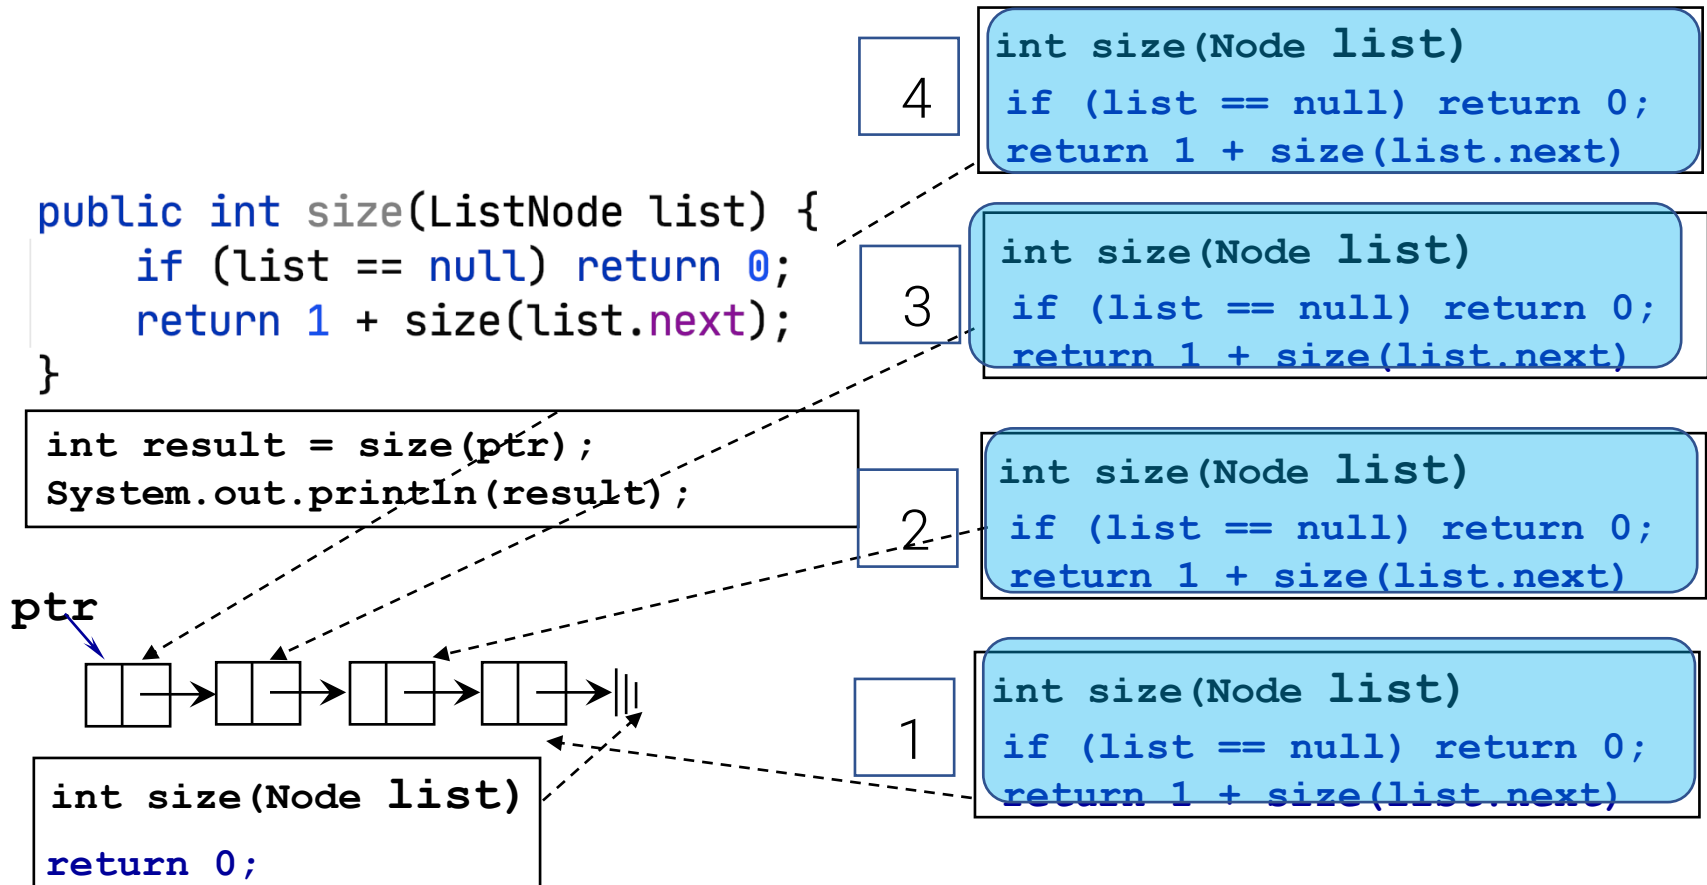 public int size(ListNode list) {
if (list == null) return 0;
return 1 + size(list.next);
}
int result = size(ptr);
System.out.println(result);
ptr
int size(Node list)
return 0;
4
int size(Node list)
if (list == null) return 0;
return 1 + size(list.next)
3
int size(Node list)
if (list == null) return 0;
return 1 + size(list.next)
2
int size(Node list)
if (list == null) return 0;
return 1 + size(list.next)
1
int size(Node list)
if (list == null) return 0;
return 1 + size(list.next)